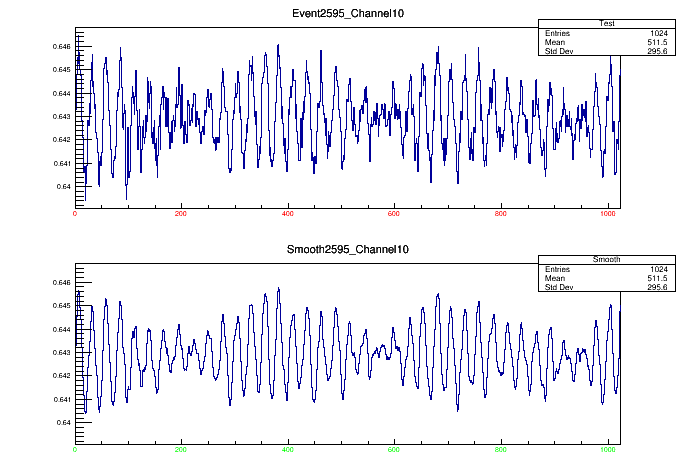 Event2595_Channel10
Test
Entries 1024
Mean 511.5
Std Dev 295.6
0.646
0.645
0.644
0.643
0.642
0.641
0.64
0 200 400 600 800 1000
Smooth2595_Channel10
Smooth
Entries 1024
Mean 511.5
Std Dev 295.6
0.646
0.645
0.644
0.643
0.642
0.641
0.64
0 200 400 600 800 1000